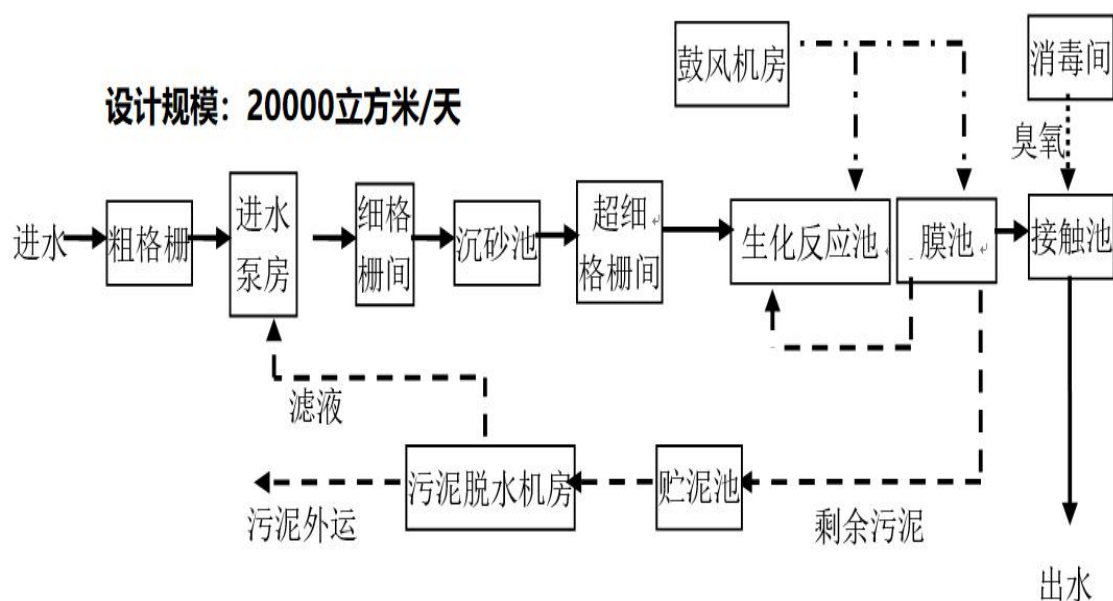 设计规模：20000立方米/天
鼓风机房
消毒间
臭氧
进水
粗格栅
进水
泵房
细格
栅间
沉砂池
超细
格栅间
生化反应池
膜池
接触池
滤液
污泥脱水机房
贮泥池
污泥外运
剩余污泥
出水